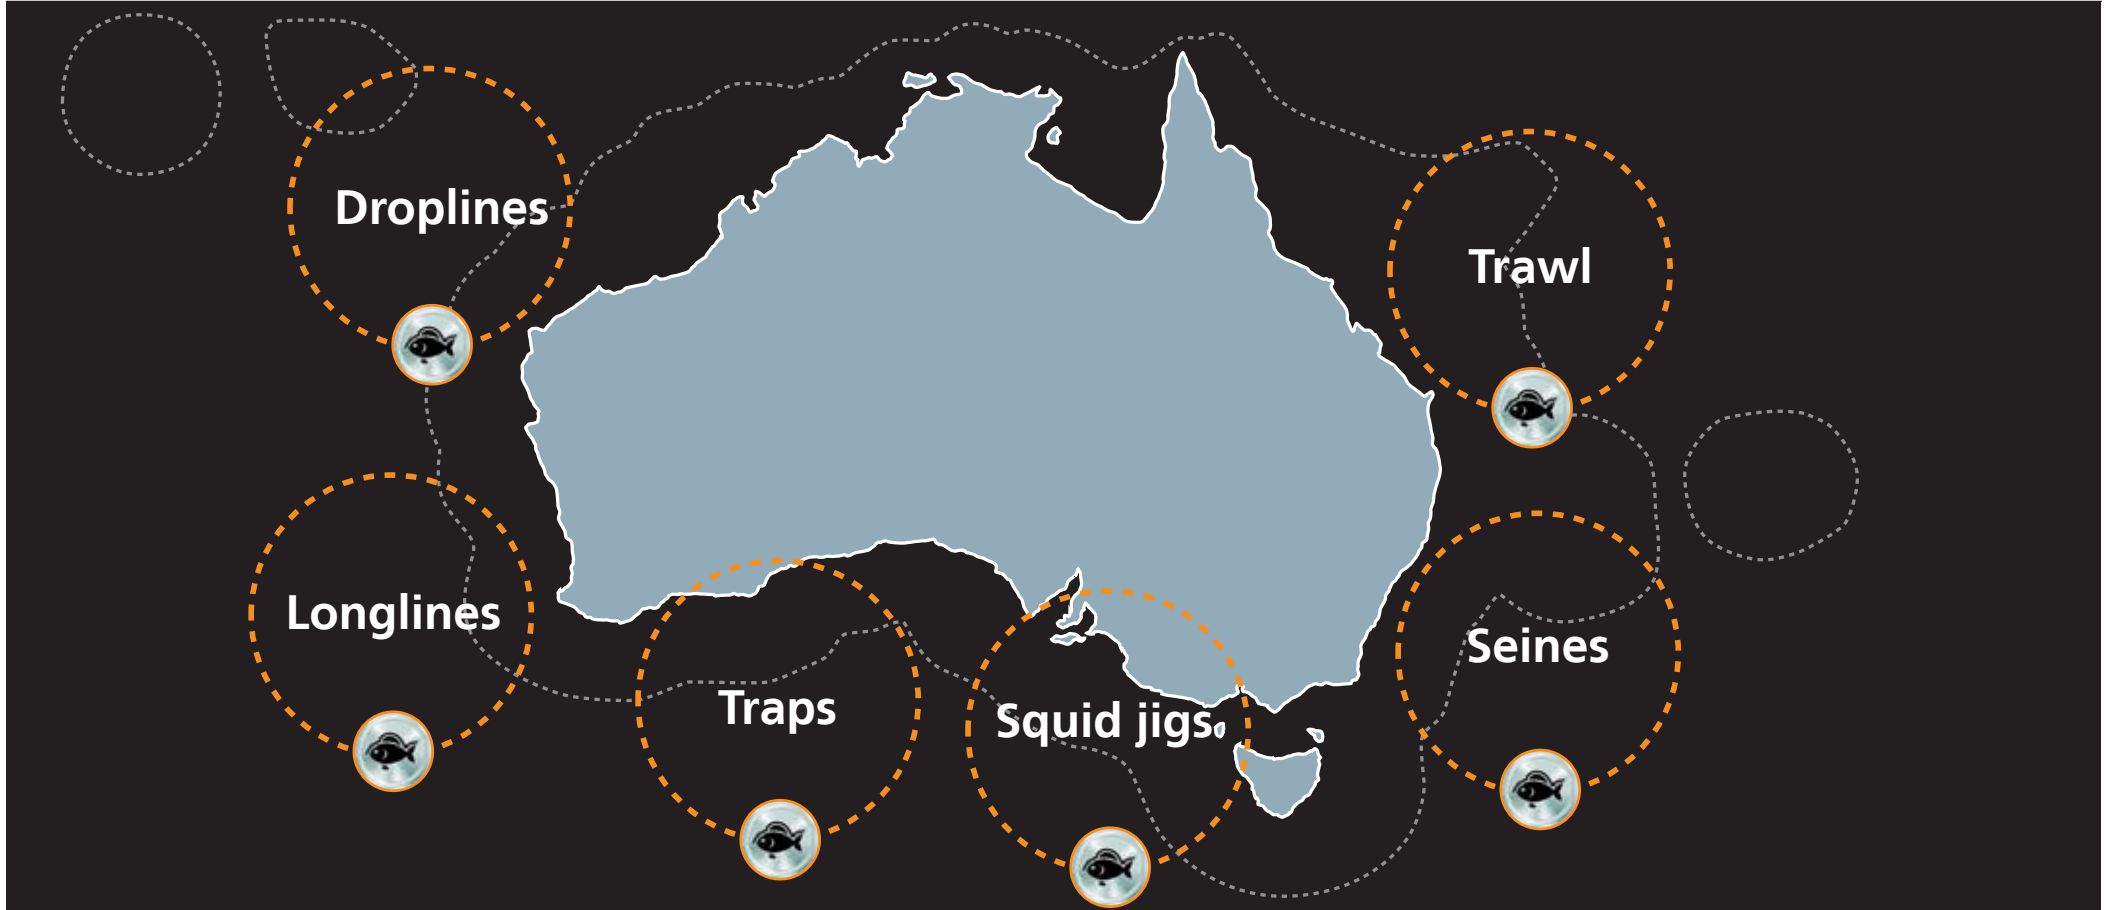 Droplines
Trawl
Longlines
Seines
Traps
Squid jigs